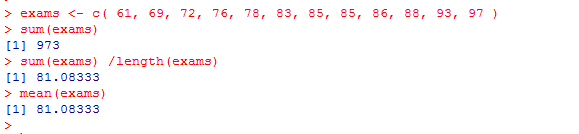 > exams <- c( 61, 69, 72, 76, 78, 83, 85, 85, 86, 88, 93, 97 )
> sum(exams)
[1] 973
> sum(exams) /length(exams)
[1] 81.08333
> mean(exams)
[1] 81.08333
>